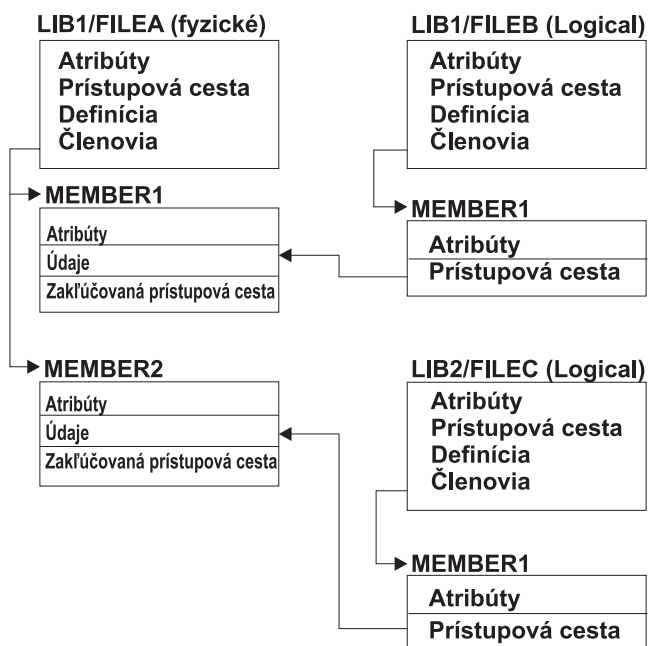 LIB1/FILEA (fyzické)
Atribúty
Prístupová cesta
Definícia
Členovia
MEMBER1
Atribúty
Údaje
Zakľúčovaná prístupová cesta
MEMBER2
Atribúty
Údaje
Zakľúčovaná prístupová cesta
LIB1/FILEB (Logical)
Atribúty
Prístupová cesta
Definícia
Členovia
MEMBER1
Atribúty
Prístupová cesta
LIB2/FILEC (Logical)
Atribúty
Prístupová cesta
Definícia
Členovia
MEMBER1
Atribúty
Prístupová cesta